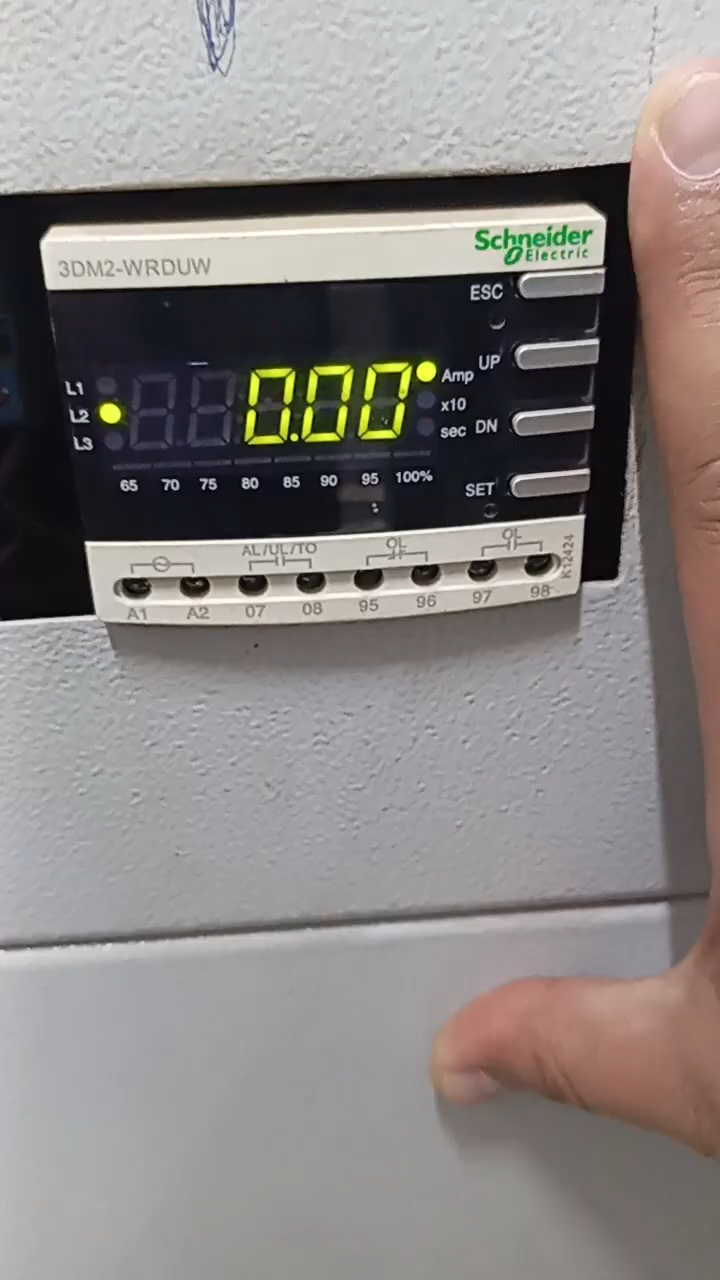 Schneider
Electric
3DM2-WRDUW
ESC
UP
L1
L2
L3
0.00
Amp
x10
sec
DN
65 70 75 80 85 90 95 100%
SET
AL/UL/TO
OL
OL
A1 A2 07 08 95 96 97 98
K12424